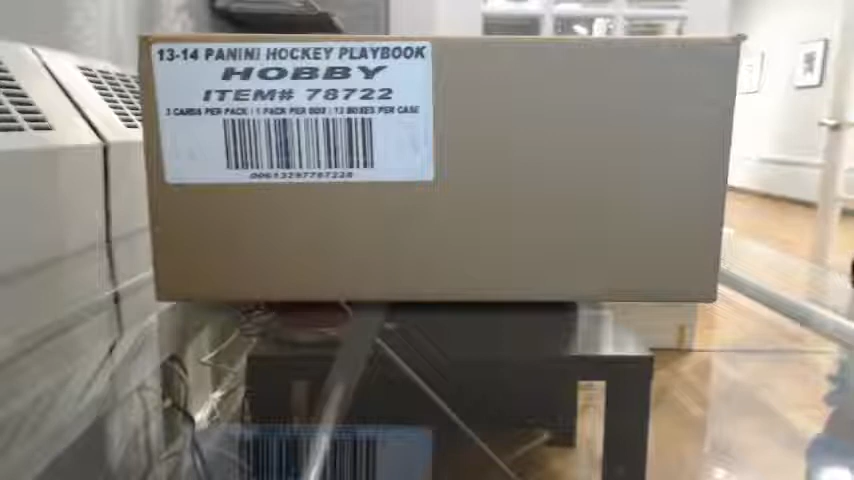 13-14 PANINI HOCKEY PLAYBOOK
HOBBY
ITEM# 78722
3 CARDS PER PACK | 1 PACK PER BOX | 12 BOXES PER CASE